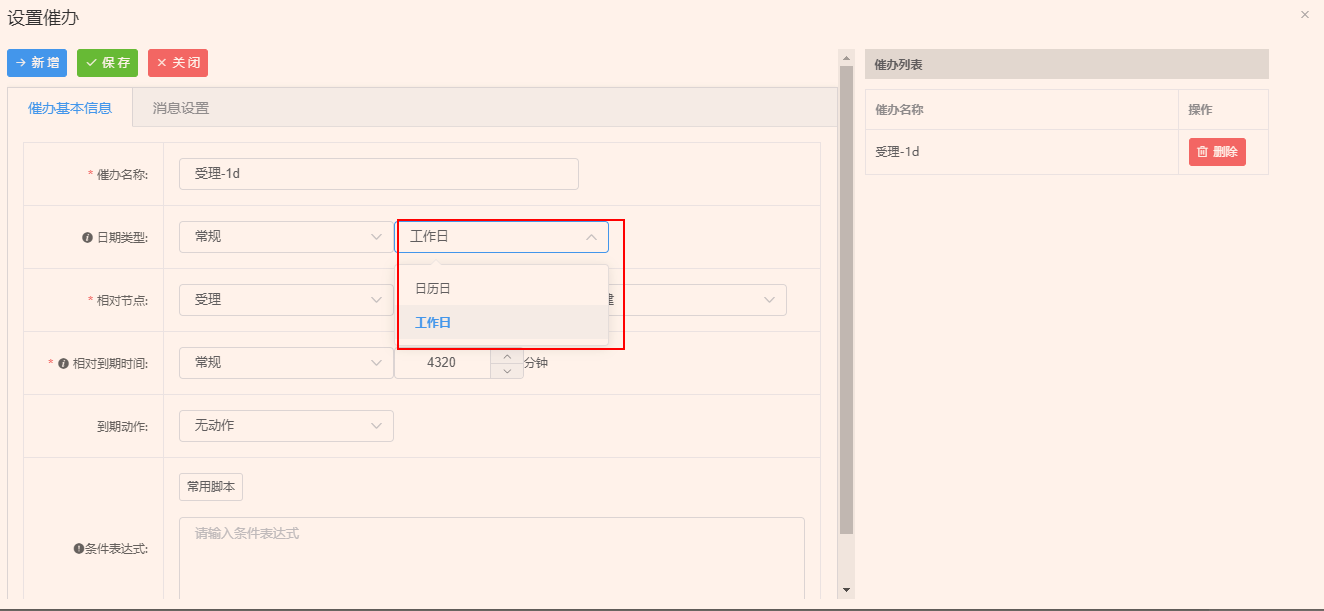 设置催办
新增 保存 关闭
催办基本信息 消息设置
* 催办名称: 受理-1d
日期类型: 常规 工作日
日历日
工作日
* 相对节点: 受理 建
* 相对到期时间: 常规 4320 分钟
到期动作: 无动作
常用脚本
条件表达式: 请输入条件表达式
催办列表
催办名称 操作
受理-1d 删除